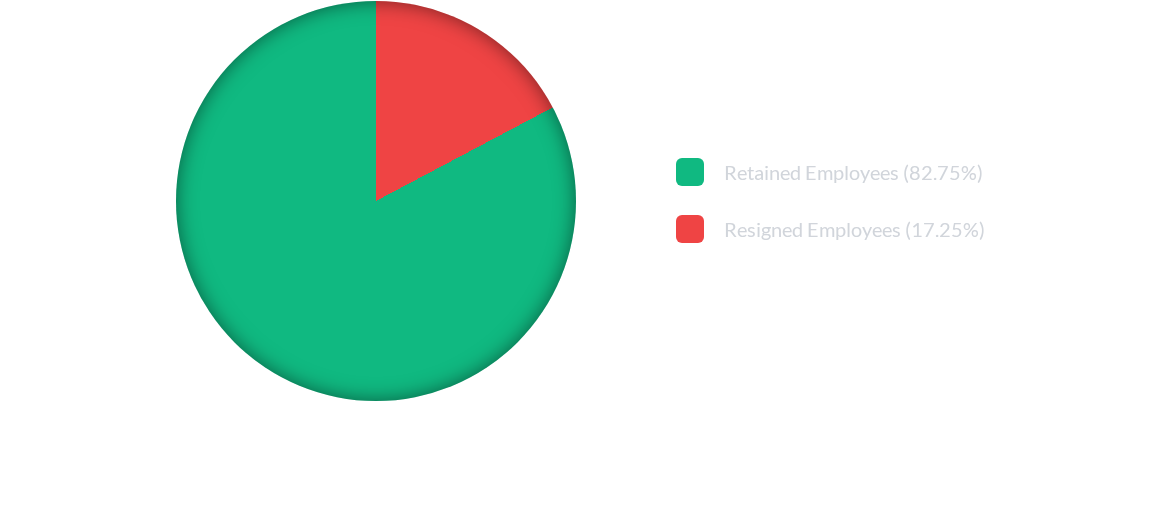 Retained Employees (82.75%)
Resigned Employees (17.25%)